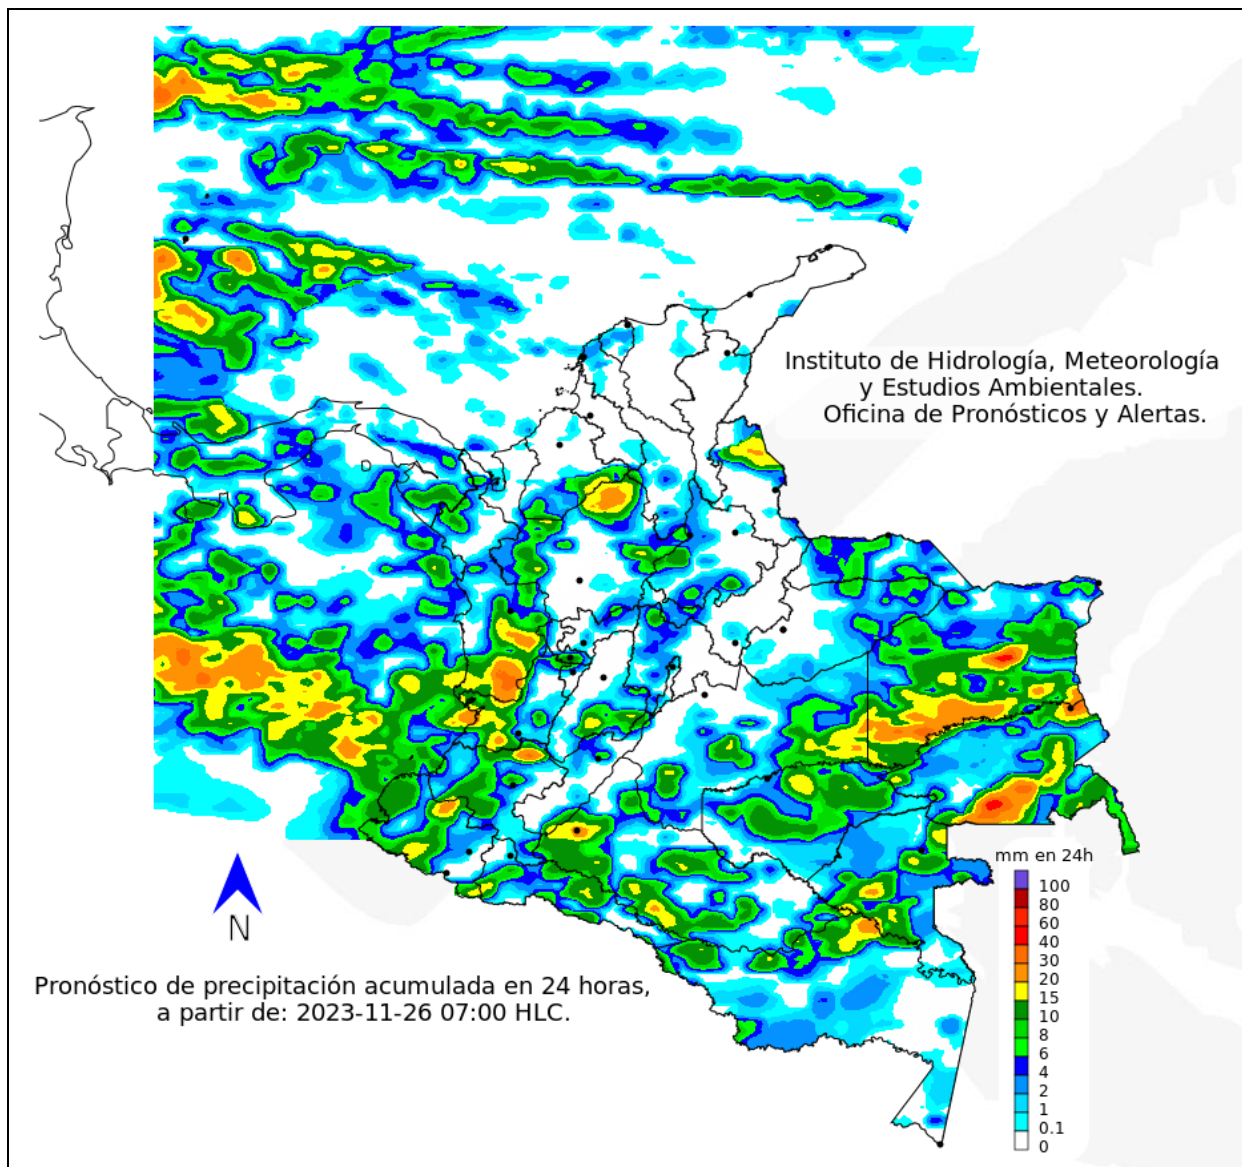 Instituto de Hidrología, Meteorología
y Estudios Ambientales.
Oficina de Pronósticos y Alertas.
mm en 24h
100
80
60
40
30
20
15
10
8
6
4
2
1
0.1
0
N
Pronóstico de precipitación acumulada en 24 horas,
a partir de: 2023-11-26 07:00 HLC.